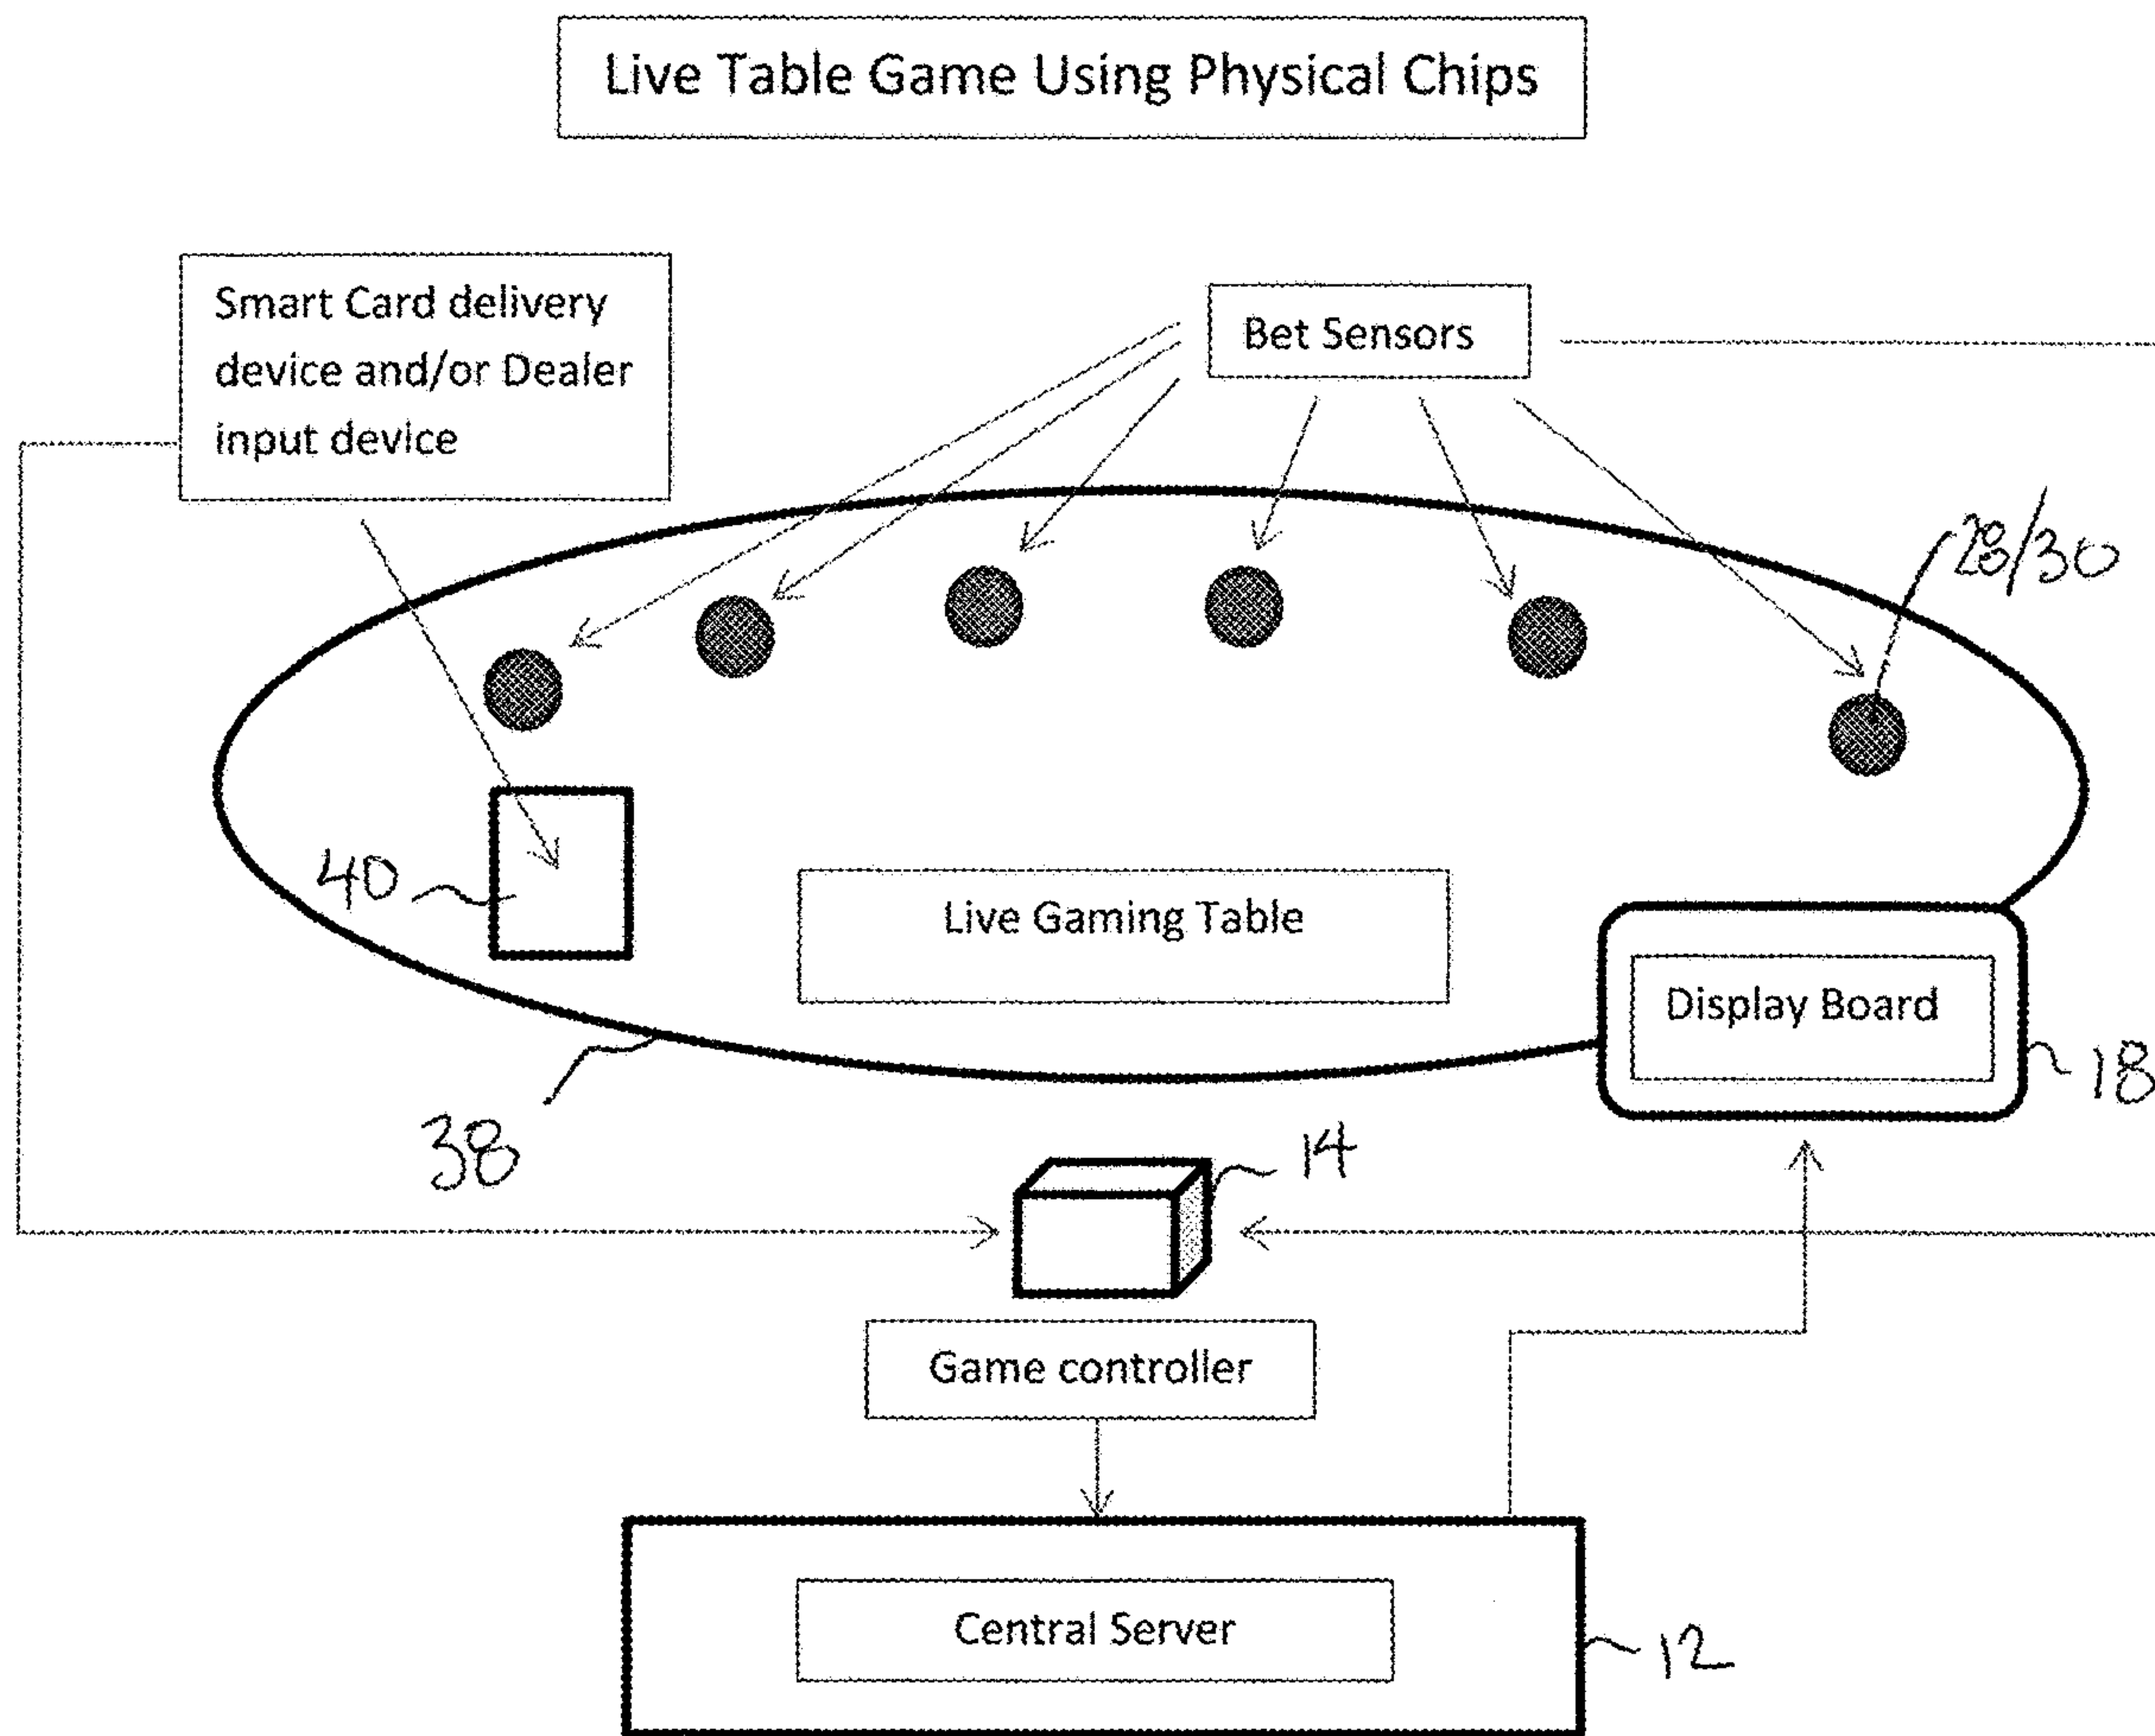 Live Table Game Using Physical Chips
Smart Card delivery
device and/or Dealer
input device
Bet Sensors
28/30
40
Live Gaming Table
Display Board
18
38
14
Game controller
Central Server
12